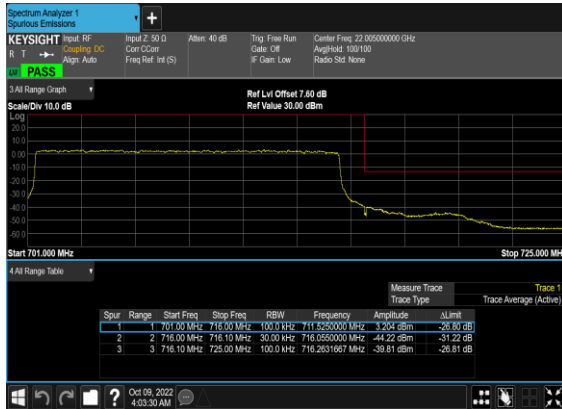 Spectrum Analyzer 1
Spurious Emissions
KEYSIGHT Input: RF Input Z: 50 Ω Atten: 40 dB Trig: Free Run Center Freq: 22.005000000 GHz
R T Coupling: DC Corr CCorr Gate: Off Avg|Hold: 100/100
Align: Auto Freq Ref: Int (S) IF Gain: Low Radio Std: None
PASS
3 All Range Graph
Ref Lvl Offset 7.60 dB
Scale/Div 10.0 dB Ref Value 30.00 dBm
Log
20.0
10.0
0.00
-10.0
-20.0
-30.0
-40.0
-50.0
-60.0
Start 701.000 MHz Stop 725.000 MH
4 All Range Table
Measure Trace Trace 1
Trace Type Trace Average (Active)
Spur Range Start Freq Stop Freq RBW Frequency Amplitude ΔLimit
1 1 701.00 MHz 716.00 MHz 100.0 kHz 711.5250000 MHz 3.204 dBm -26.80 dB
2 2 716.00 MHz 716.10 MHz 30.00 kHz 716.0550000 MHz -44.22 dBm -31.22 dB
3 3 716.10 MHz 725.00 MHz 100.0 kHz 716.2631667 MHz -39.81 dBm -26.81 dB
? Oct 09, 2022
4:03:30 AM